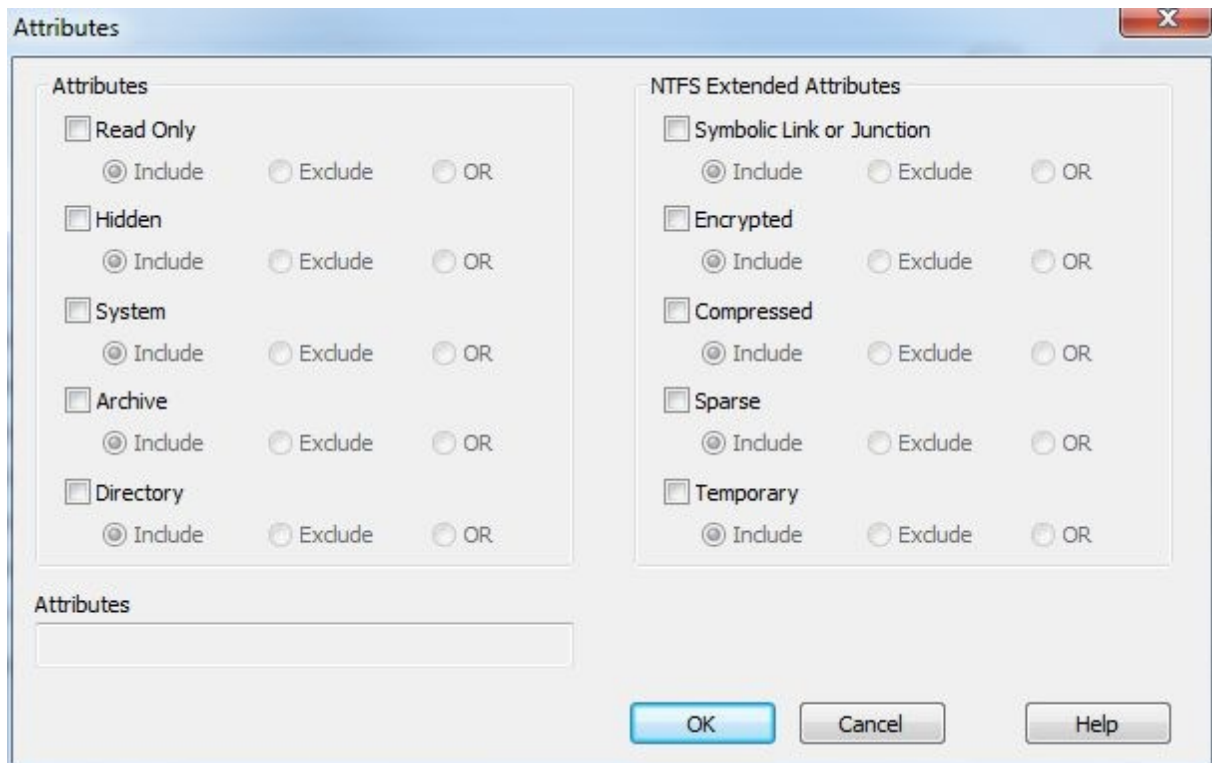 Attributes
Attributes
Read Only
Include Exclude OR
Hidden
Include Exclude OR
System
Include Exclude OR
Archive
Include Exclude OR
Directory
Include Exclude OR
NTFS Extended Attributes
Symbolic Link or Junction
Include Exclude OR
Encrypted
Include Exclude OR
Compressed
Include Exclude OR
Sparse
Include Exclude OR
Temporary
Include Exclude OR
Attributes
OK Cancel Help